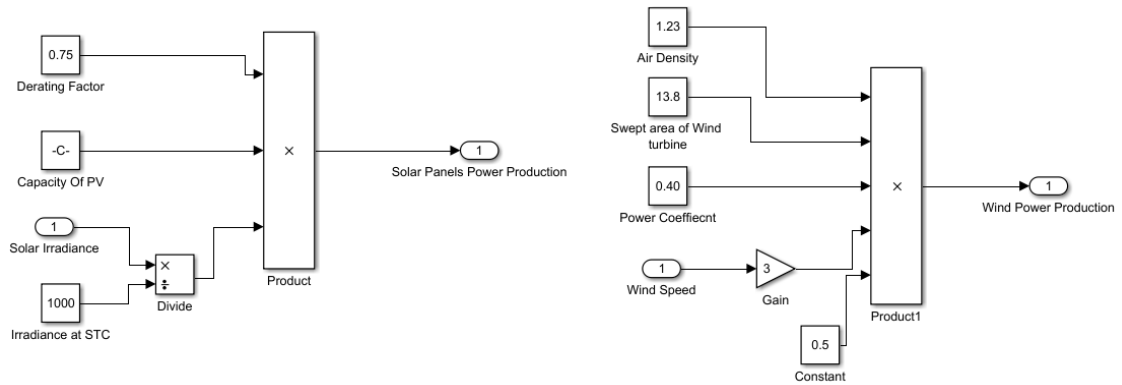 0.75
Derating Factor
-C-
Capacity Of PV
1
Solar Irradiance
1000
Irradiance at STC
×
÷
Divide
×
Product
1
Solar Panels Power Production
1.23
Air Density
13.8
Swept area of Wind
turbine
0.40
Power Coeffiecnt
1
Wind Speed
3
Gain
0.5
Constant
×
Product1
1
Wind Power Production